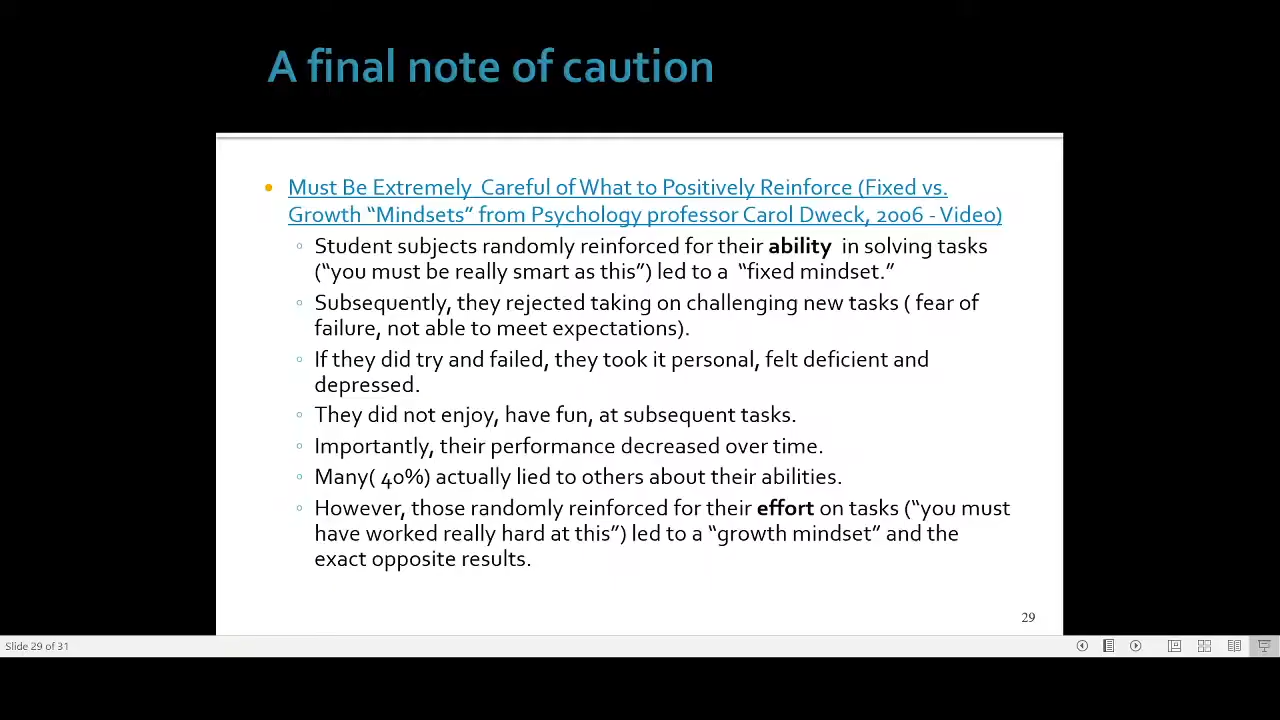 A final note of caution
Must Be Extremely  Careful of What to Positively Reinforce (Fixed vs.
Growth “Mindsets” from Psychology professor Carol Dweck, 2006 - Video)
Student subjects randomly reinforced for their ability  in solving tasks
(“you must be really smart as this”) led to a  “fixed mindset.”
Subsequently, they rejected taking on challenging new tasks ( fear of
failure, not able to meet expectations).
If they did try and failed, they took it personal, felt deficient and
depressed.
They did not enjoy, have fun, at subsequent tasks.
Importantly, their performance decreased over time.
Many( 40%) actually lied to others about their abilities.
However, those randomly reinforced for their effort on tasks (“you must
have worked really hard at this”) led to a “growth mindset” and the
exact opposite results.
29
Slide 29 of 31